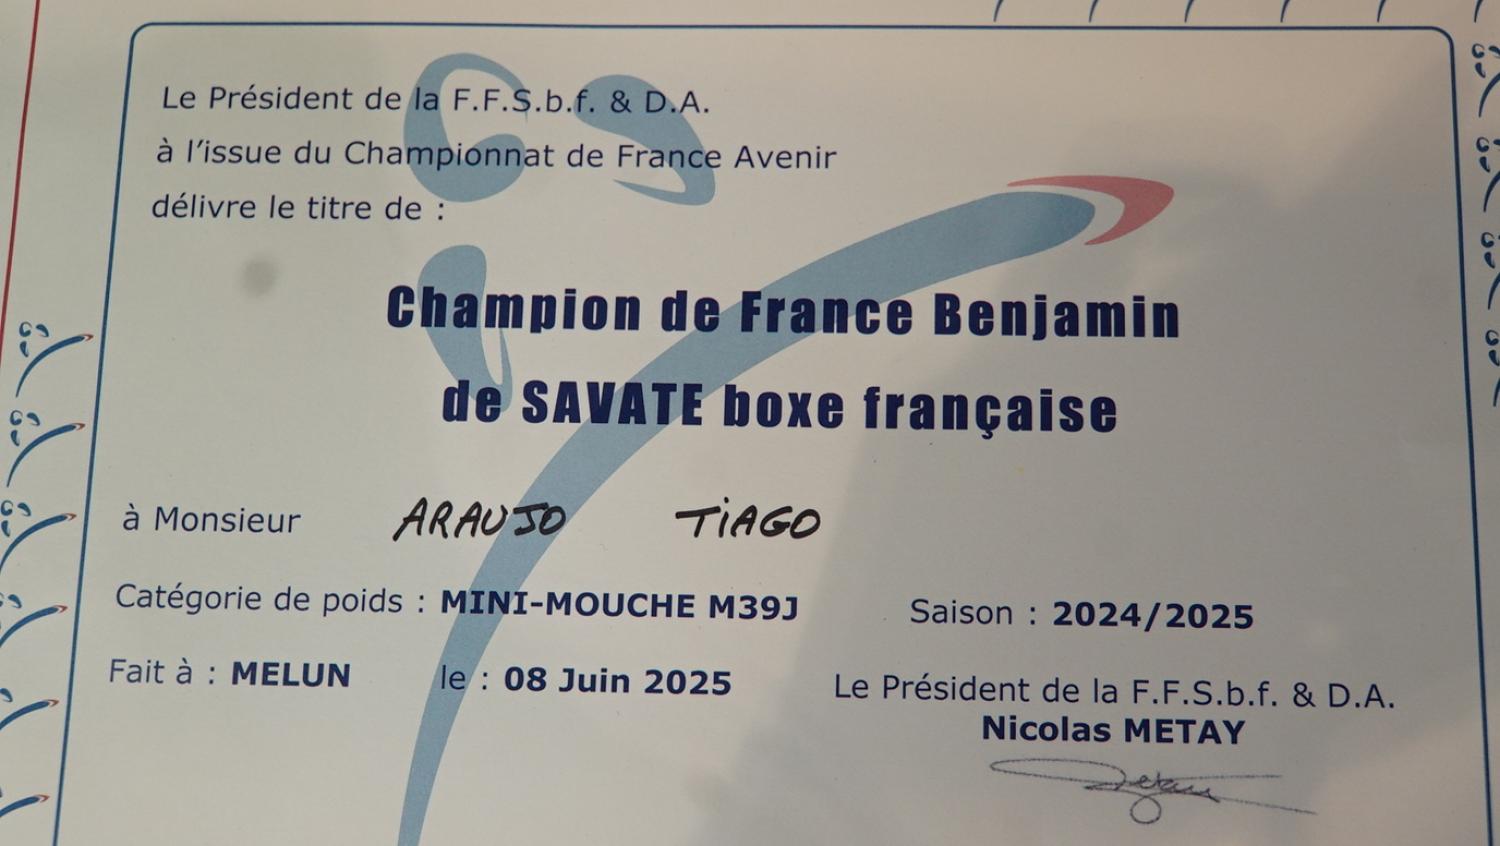 Le Président de la F.F.S.b.f. & D.A.
à l'issue du Championnat de France Avenir
délivre le titre de :
Champion de France Benjamin
de SAVATE boxe française
à Monsieur ARAUJO TIAGO
Catégorie de poids : MINI-MOUCHE M39J
Saison : 2024/2025
Fait à : MELUN le : 08 Juin 2025
Le Président de la F.F.S.b.f. & D.A.
Nicolas METAY